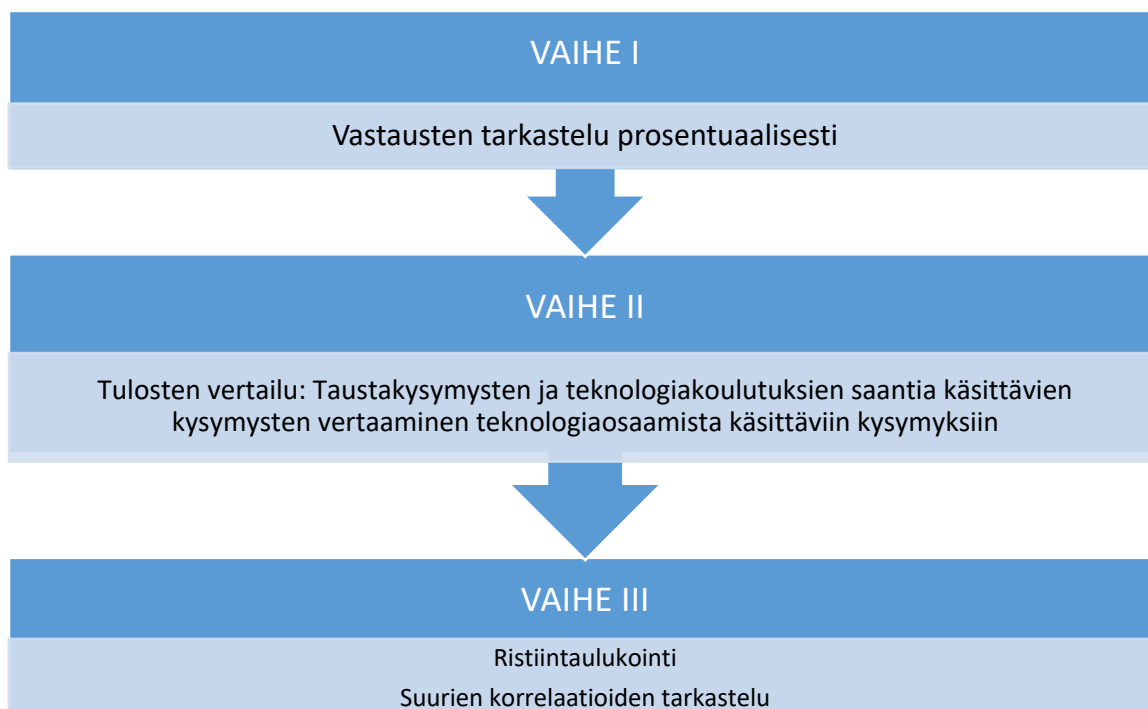 VAIHE I
Vastausten tarkastelu prosentuaalisesti
VAIHE II
Tulosten vertailu: Taustakysymysten ja teknologiakoulutuksien saantia käsittävien
kysymysten vertaaminen teknologiaosaamista käsittäviin kysymyksiin
VAIHE III
Ristiintaulukointi
Suurien korrelaatioiden tarkastelu